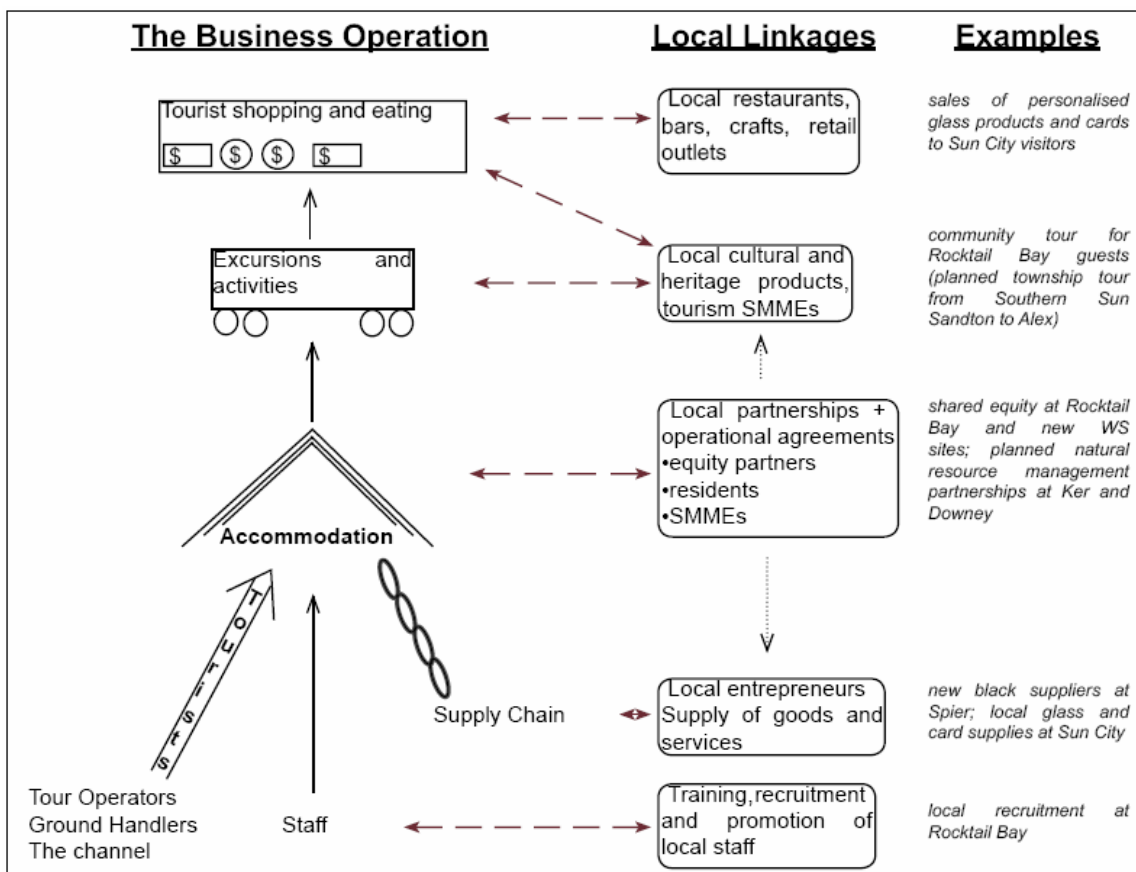 The Business Operation
Local Linkages
Examples
Tourist shopping and eating
$ $ $ $
Local restaurants,
bars, crafts, retail
outlets
sales of personalised
glass products and cards
to Sun City visitors
Excursions and
activities
Local cultural and
heritage products,
tourism SMMEs
community tour for
Rocktail Bay guests
(planned township tour
from Southern Sun
Sandton to Alex)
Accommodation
Local partnerships +
operational agreements
•equity partners
•residents
•SMMEs
shared equity at Rocktail
Bay and new WS
sites; planned natural
resource management
partnerships at Ker and
Downey
Tourists
Supply Chain
Local entrepreneurs
Supply of goods and
services
new black suppliers at
Spier; local glass and
card supplies at Sun City
Tour Operators
Ground Handlers
The channel
Staff
Training, recruitment
and promotion of
local staff
local recruitment at
Rocktail Bay